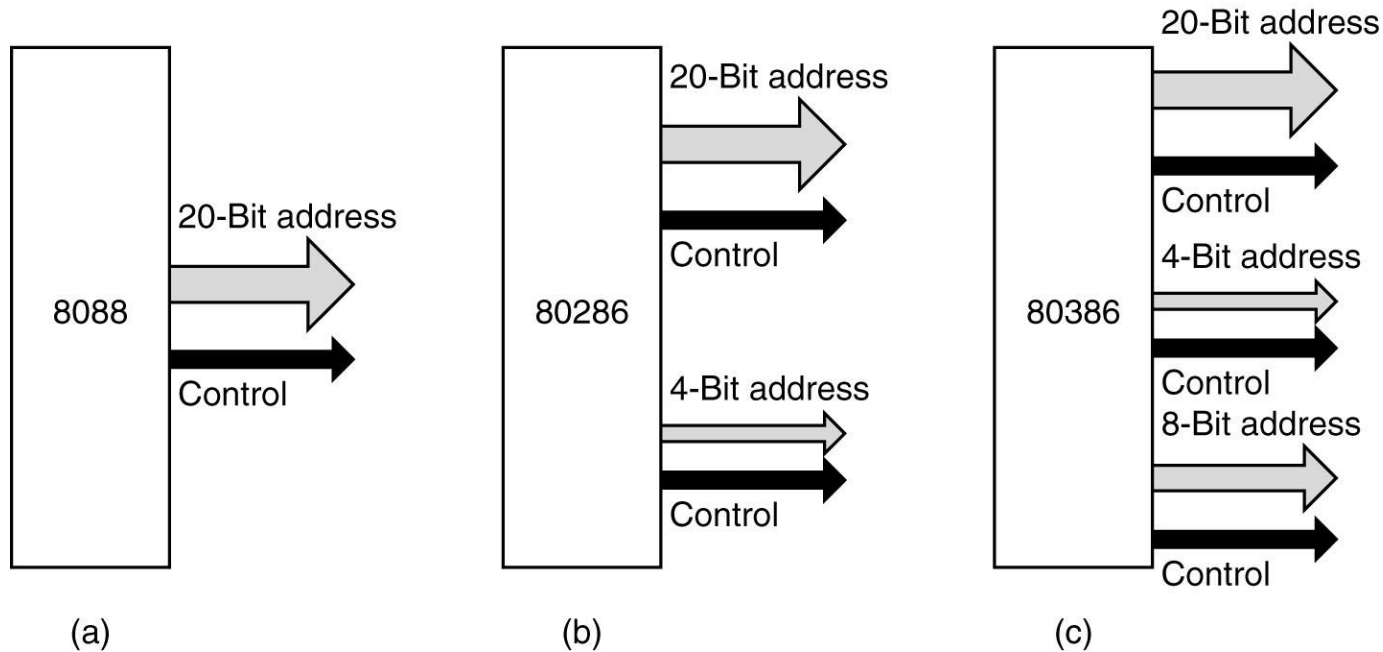 8088
20-Bit address
Control
(a)
80286
20-Bit address
Control
4-Bit address
Control
(b)
80386
20-Bit address
Control
4-Bit address
Control
8-Bit address
Control
(c)